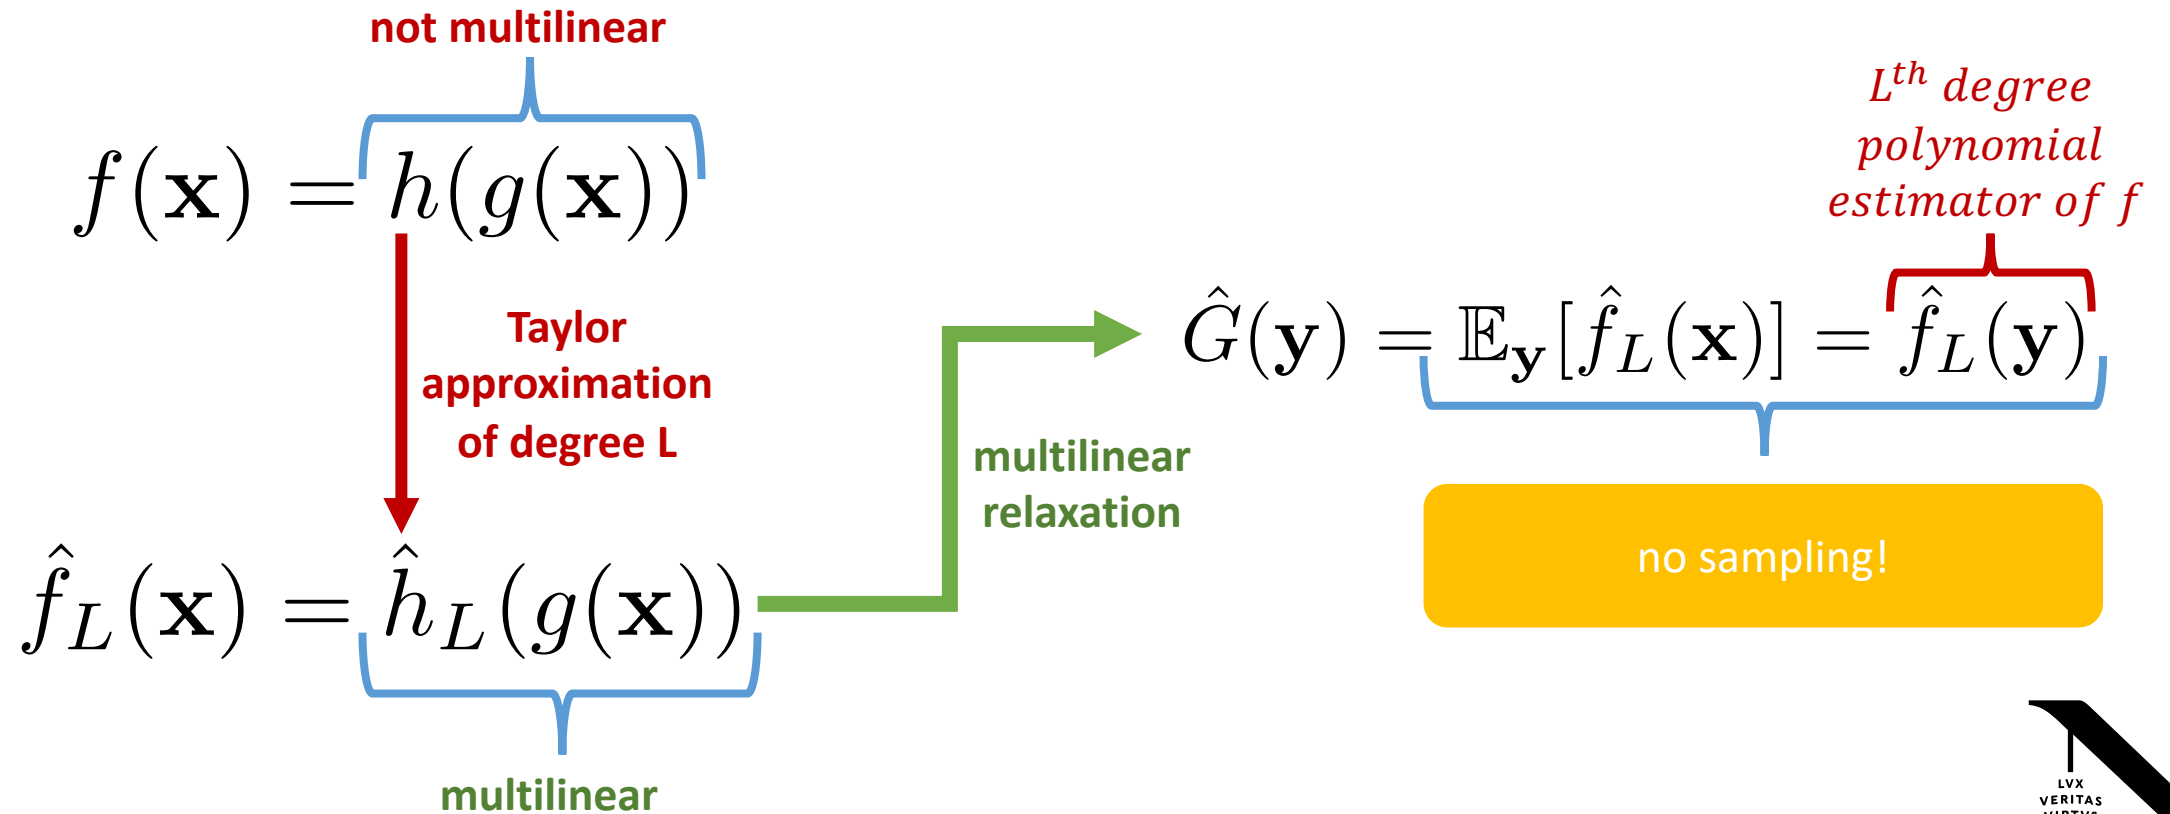 not multilinear
f(𝐱) = h(g(𝐱))
Taylor
approximation
of degree L
f̂_L(𝐱) = ĥ_L(g(𝐱))
multilinear
multilinear
relaxation
L^{th} degree
polynomial
estimator of f
Ĝ(𝐲) = 𝔼_𝐲[f̂_L(𝐱)] = f̂_L(𝐲)
no sampling!
LVX
VERITAS
VIRTVS